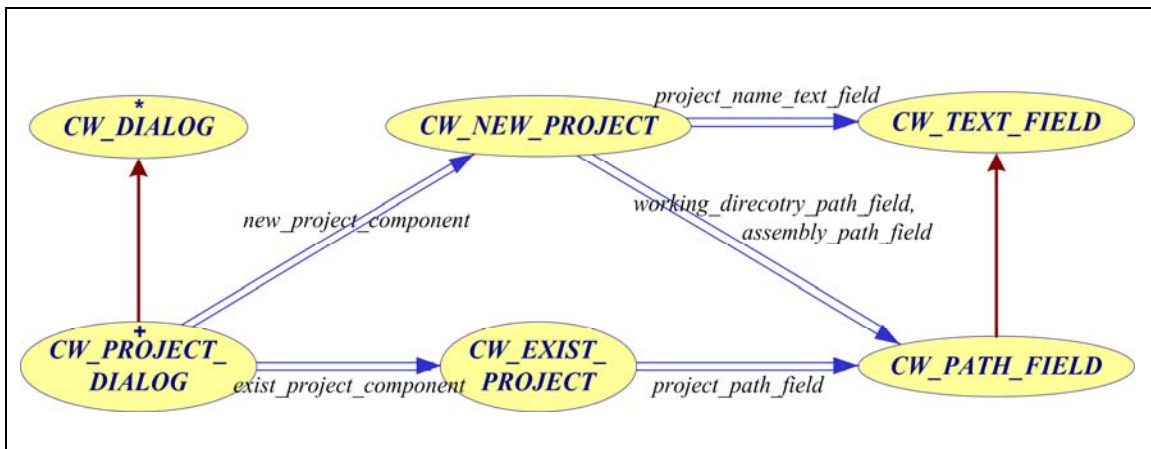 *
CW_DIALOG
CW_NEW_PROJECT
project_name_text_field
CW_TEXT_FIELD
new_project_component
working_direcotry_path_field,
assembly_path_field
+
CW_PROJECT_
DIALOG
exist_project_component
CW_EXIST_
PROJECT
project_path_field
CW_PATH_FIELD